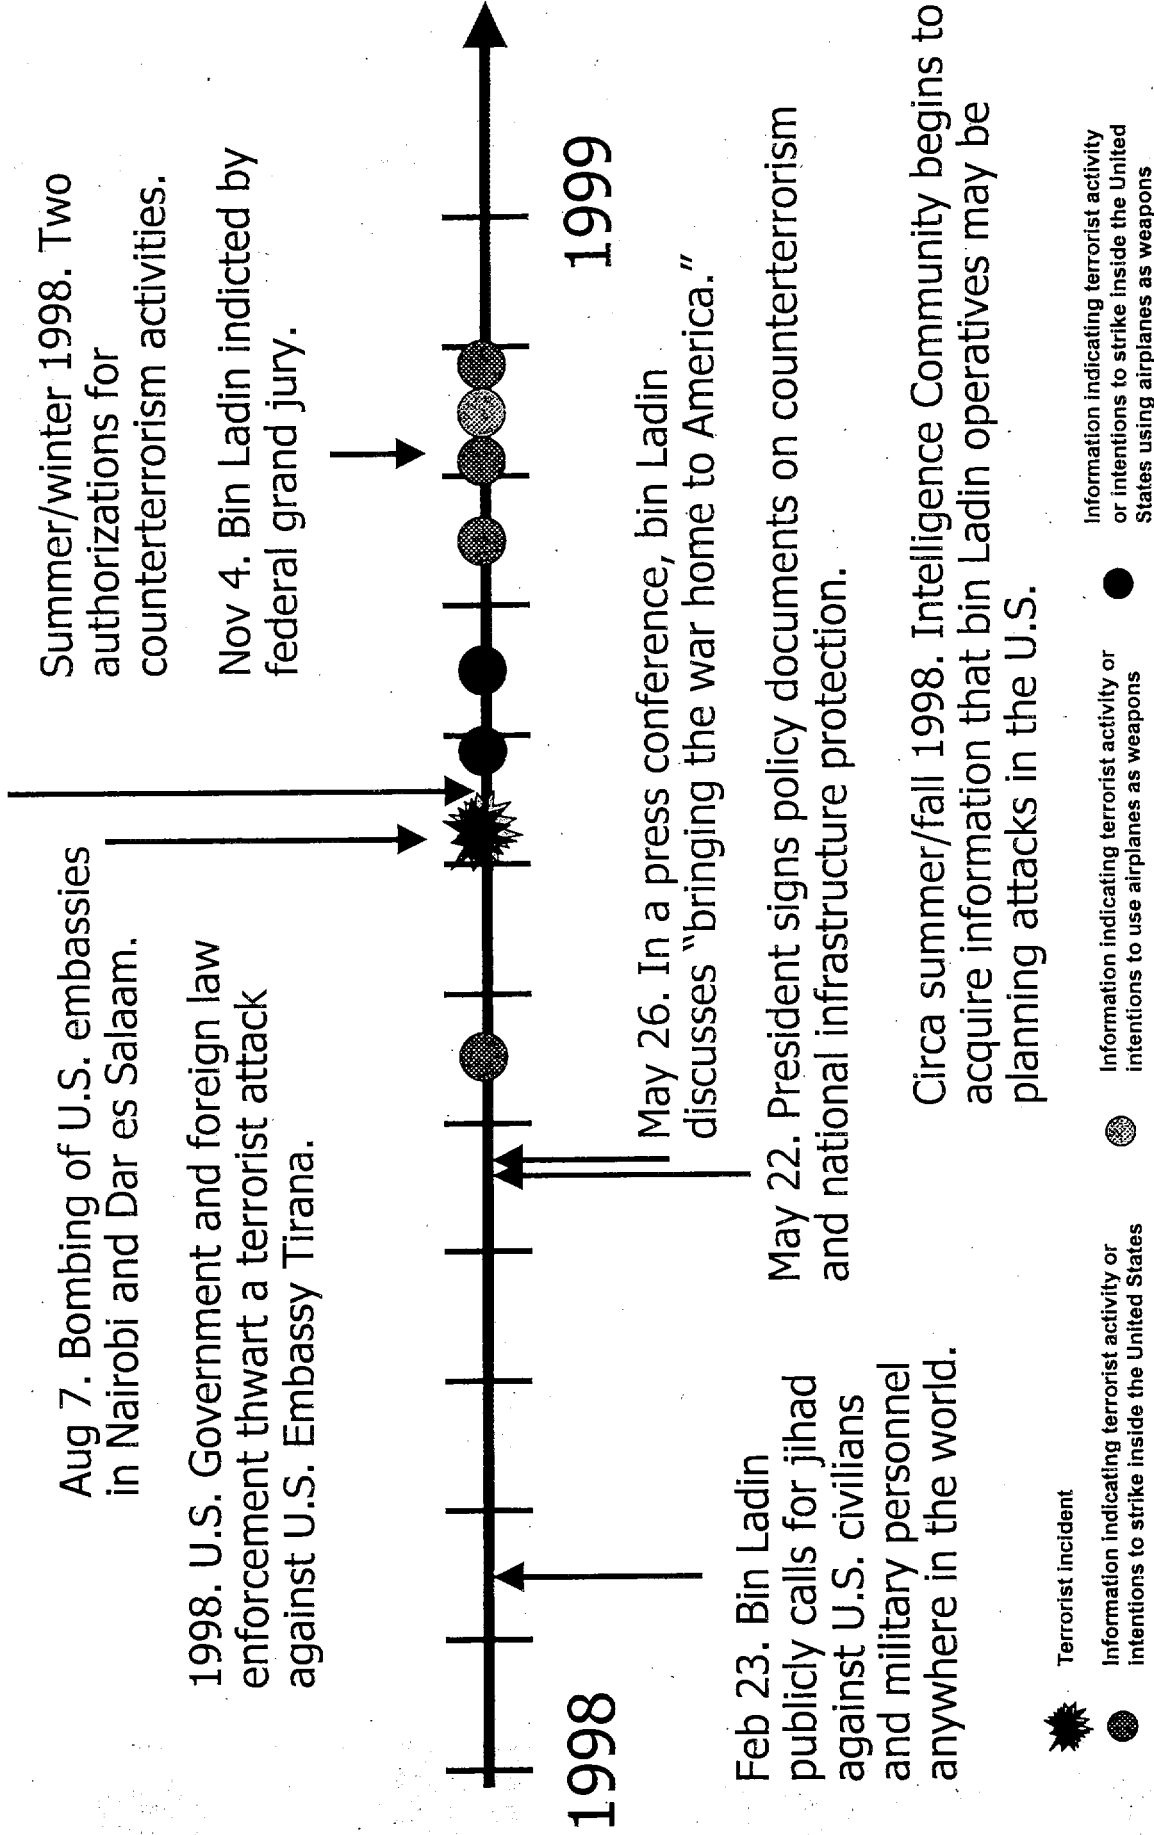 Aug 7. Bombing of U.S. embassies
in Nairobi and Dar es Salaam.
1998. U.S. Government and foreign law
enforcement thwart a terrorist attack
against U.S. Embassy Tirana.
Summer/winter 1998. Two
authorizations for
counterterrorism activities.
Nov 4. Bin Ladin indicted by
federal grand jury.
1998
1999
Feb 23. Bin Ladin
publicly calls for jihad
against U.S. civilians
and military personnel
anywhere in the world.
May 26. In a press conference, bin Ladin
discusses “bringing the war home to America.”
May 22. President signs policy documents on counterterrorism
and national infrastructure protection.
Circa summer/fall 1998. Intelligence Community begins to
acquire information that bin Ladin operatives may be
planning attacks in the U.S.
Terrorist incident
Information indicating terrorist activity or
intentions to strike inside the United States
Information indicating terrorist activity or
intentions to use airplanes as weapons
Information indicating terrorist activity
or intentions to strike inside the United
States using airplanes as weapons